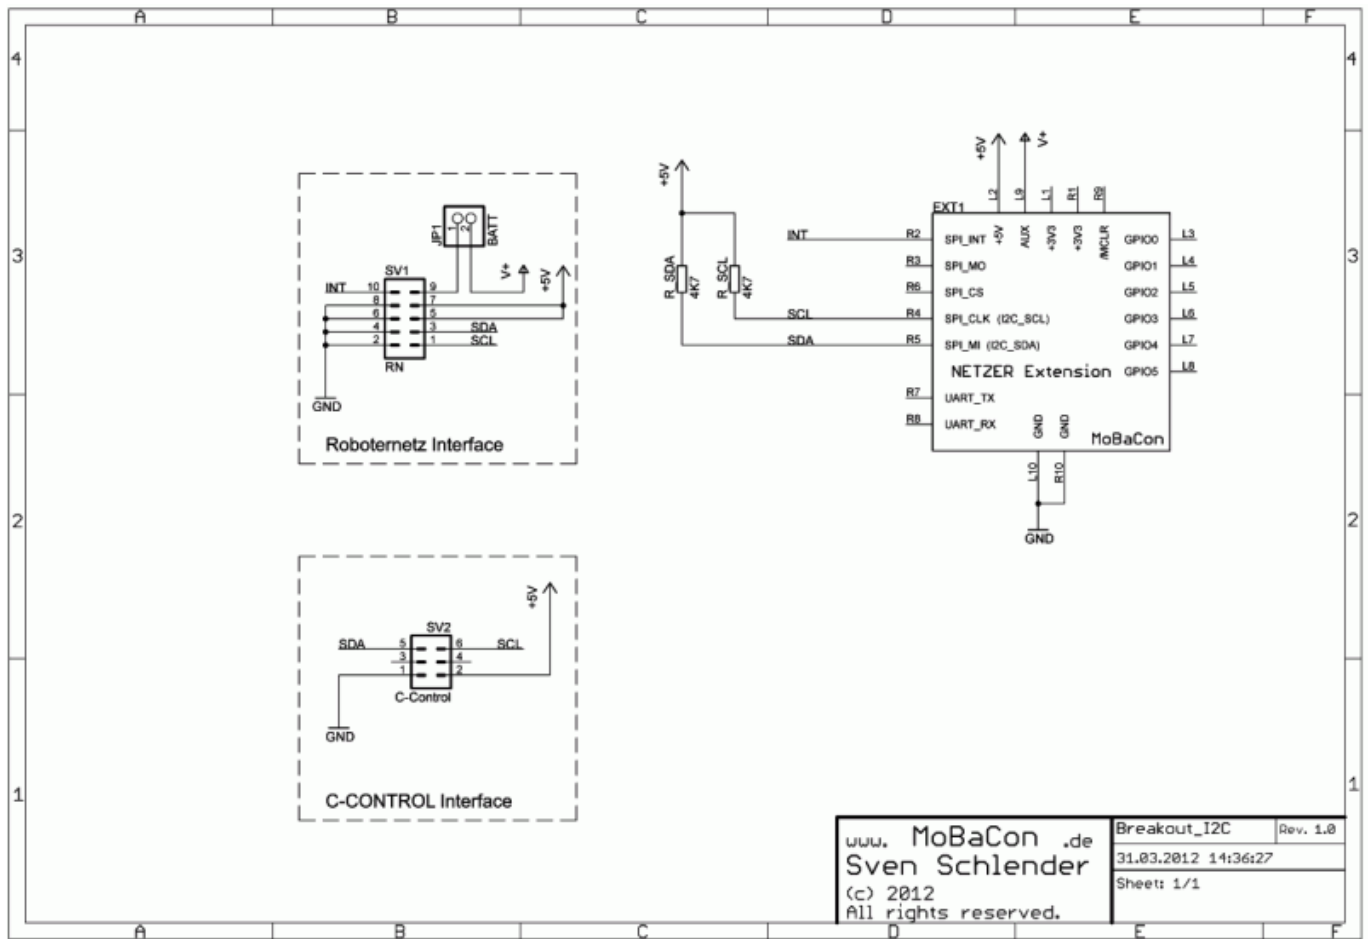 A B C D E F
4 4
+5V V+
+5V
L2 L9 L1 R1 R9
EXT1
JP1 1 2 BATT
INT R2 SPI_INT +5V AUX +3V3 +3V3 /MCLR GPIO0 L3
3 3
R3 SPI_MO GPIO1 L4
SV1 V+ +5V
R_SDA 4K7 R_SCL 4K7
INT 10 9
R6 SPI_CS GPIO2 L5
8 7
6 5
SCL R4 SPI_CLK (I2C_SCL) GPIO3 L6
4 3 SDA
2 1 SCL
SDA R5 SPI_MI (I2C_SDA) GPIO4 L7
RN
NETZER Extension GPIO5 L8
R7 UART_TX
GND
R8 UART_RX GND GND
MoBaCon
Roboternetz Interface
L10 R10
2 2
GND
+5V
SV2
SDA 5 6 SCL
3 4
1 2
C-Control
GND
1 1
C-CONTROL Interface
www. MoBaCon .de
Sven Schlender
(c) 2012
All rights reserved.
Breakout_I2C Rev. 1.0
31.03.2012 14:36:27
Sheet: 1/1
A B C D E F